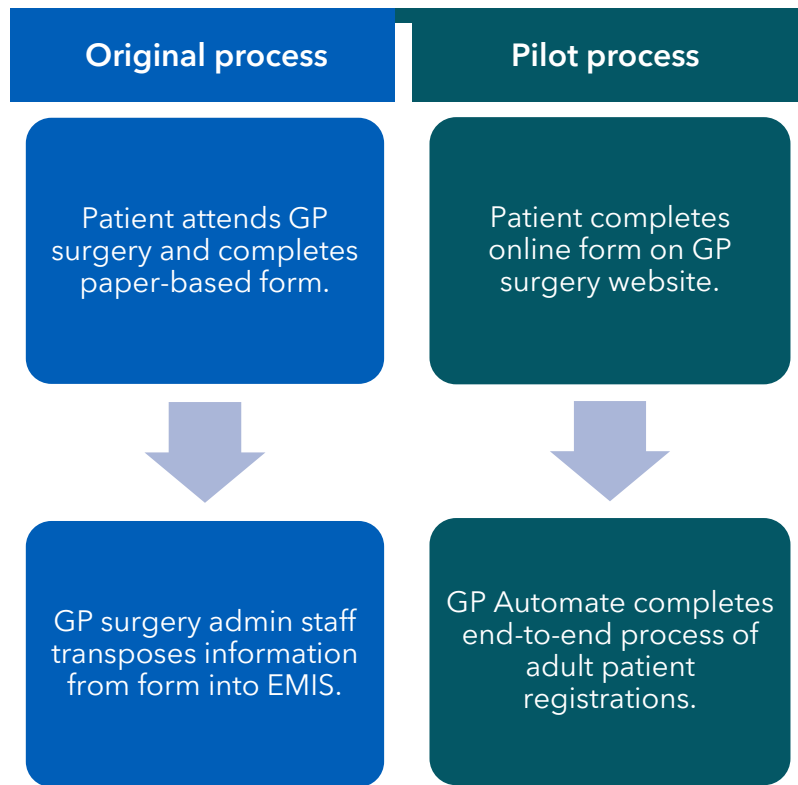 Original process
Pilot process
Patient attends GP
surgery and completes
paper-based form.
Patient completes
online form on GP
surgery website.
GP surgery admin staff
transposes information
from form into EMIS.
GP Automate completes
end-to-end process of
adult patient
registrations.